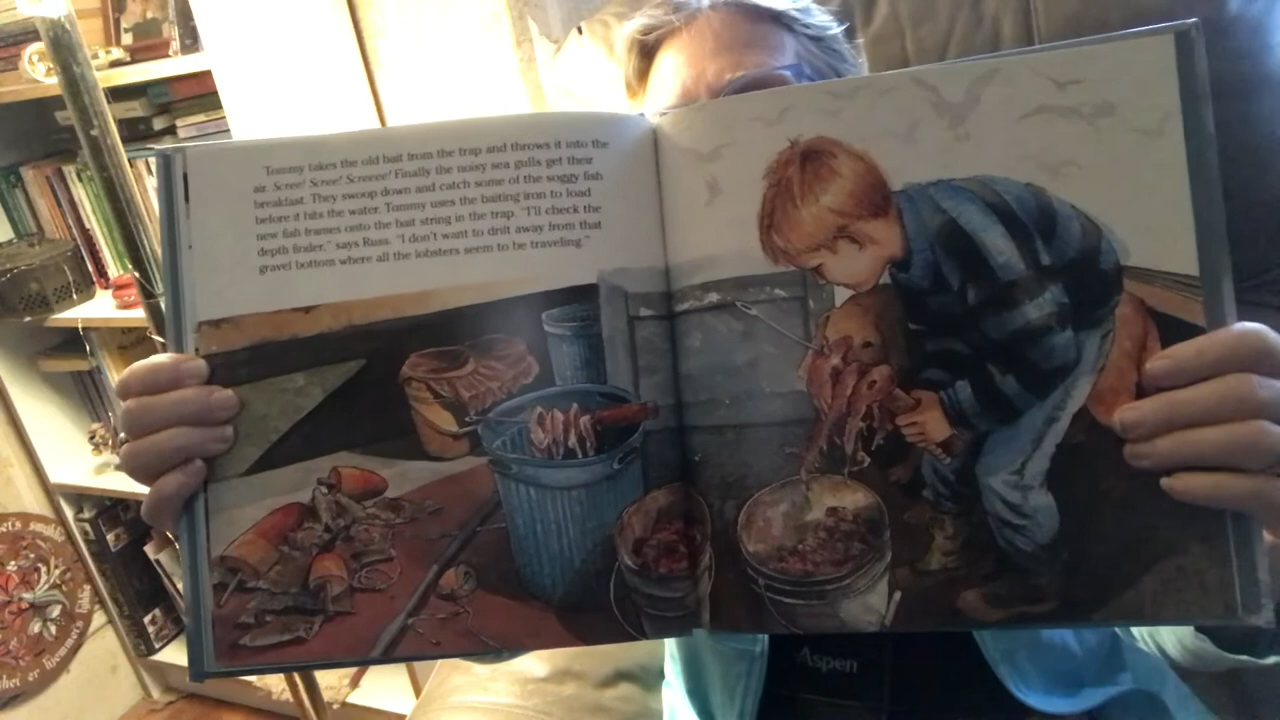 Tommy takes the old bait from the trap and throws it into the
air. Scree! Scree! Screeee! Finally the noisy sea gulls get their
breakfast. They swoop down and catch some of the soggy fish
before it hits the water. Tommy uses the baiting iron to load
new fish frames onto the bait string in the trap. "I'll check the
depth finder," says Russ. "I don't want to drift away from that
gravel bottom where all the lobsters seem to be traveling."
Aspen
er hjemmets